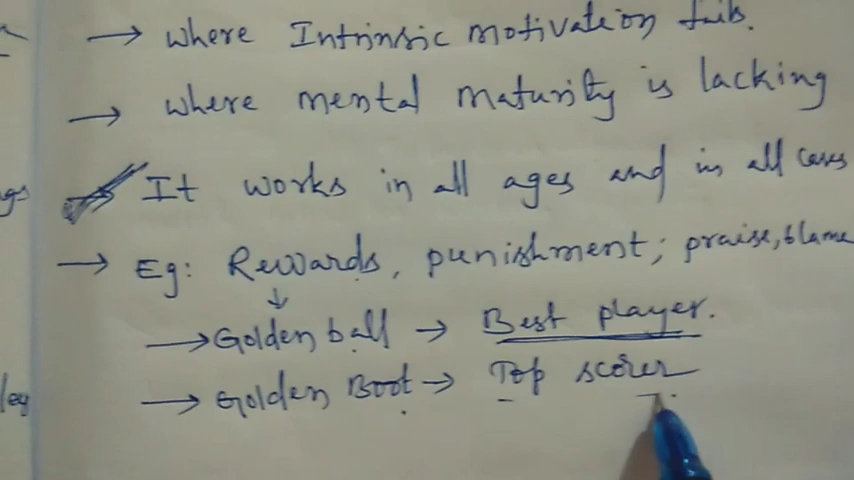 → where Intrinsic motivation fails.
→ where mental maturity is lacking
It works in all ages and in all cases
→ Eg: Rewards, punishment; praise, blame
↓
→ Golden ball → Best player.
→ Golden Boot → Top scorer